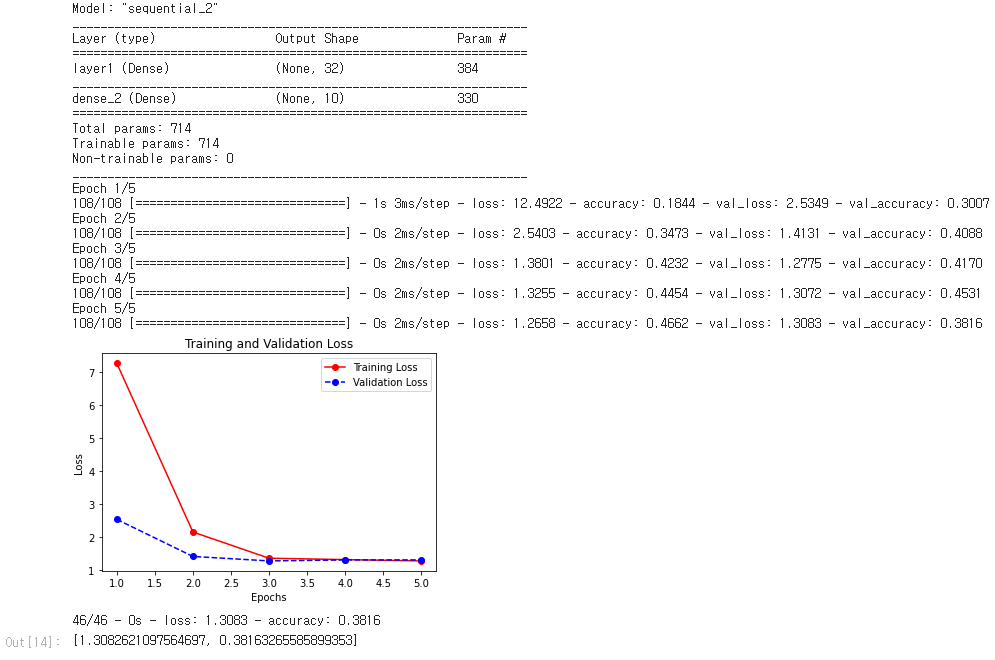 Model: "sequential_2"
_________________________________________________________________
Layer (type)                 Output Shape              Param #
=================================================================
layer1 (Dense)               (None, 32)                384
_________________________________________________________________
dense_2 (Dense)              (None, 10)                330
=================================================================
Total params: 714
Trainable params: 714
Non-trainable params: 0
_________________________________________________________________
Epoch 1/5
108/108 [==============================] - 1s 3ms/step - loss: 12.4922 - accuracy: 0.1844 - val_loss: 2.5349 - val_accuracy: 0.3007
Epoch 2/5
108/108 [==============================] - 0s 2ms/step - loss: 2.5403 - accuracy: 0.3473 - val_loss: 1.4131 - val_accuracy: 0.4088
Epoch 3/5
108/108 [==============================] - 0s 2ms/step - loss: 1.3801 - accuracy: 0.4232 - val_loss: 1.2775 - val_accuracy: 0.4170
Epoch 4/5
108/108 [==============================] - 0s 2ms/step - loss: 1.3255 - accuracy: 0.4454 - val_loss: 1.3072 - val_accuracy: 0.4531
Epoch 5/5
108/108 [==============================] - 0s 2ms/step - loss: 1.2658 - accuracy: 0.4662 - val_loss: 1.3083 - val_accuracy: 0.3816
Training and Validation Loss
Training Loss
Validation Loss
7
6
5
4
3
2
1
Loss
1.0 1.5 2.0 2.5 3.0 3.5 4.0 4.5 5.0
Epochs
46/46 - 0s - loss: 1.3083 - accuracy: 0.3816
Out[14]: [1.3082621097564697, 0.38163265585899353]